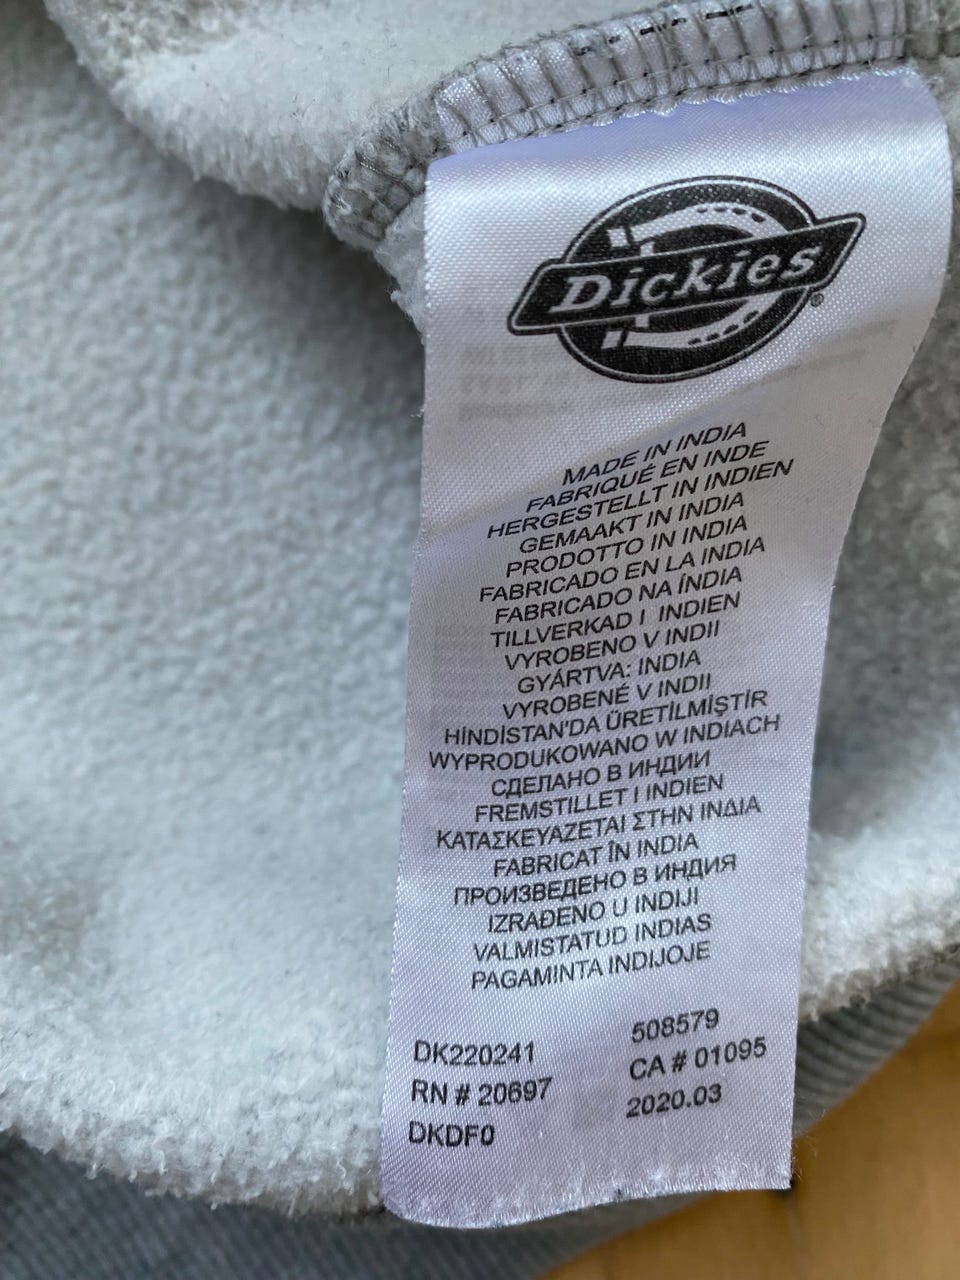 Dickies®
MADE IN INDIA
FABRIQUÉ EN INDE
HERGESTELLT IN INDIEN
GEMAAKT IN INDIA
PRODOTTO IN INDIA
FABRICADO EN LA INDIA
FABRICADO NA ÍNDIA
TILLVERKAD I INDIEN
VYROBENO V INDII
GYÁRTVA: INDIA
VYROBENÉ V INDII
HİNDİSTAN'DA ÜRETİLMİŞTİR
WYPRODUKOWANO W INDIACH
СДЕЛАНО В ИНДИИ
FREMSTILLET I INDIEN
ΚΑΤΑΣΚΕΥΑΖΕΤΑΙ ΣΤΗΝ ΙΝΔΙΑ
FABRICAT ÎN INDIA
ПРОИЗВЕДЕНО В ИНДИЯ
IZRAĐENO U INDIJI
VALMISTATUD INDIAS
PAGAMINTA INDIJOJE
DK220241 508579
RN # 20697 CA # 01095
DKDF0 2020.03